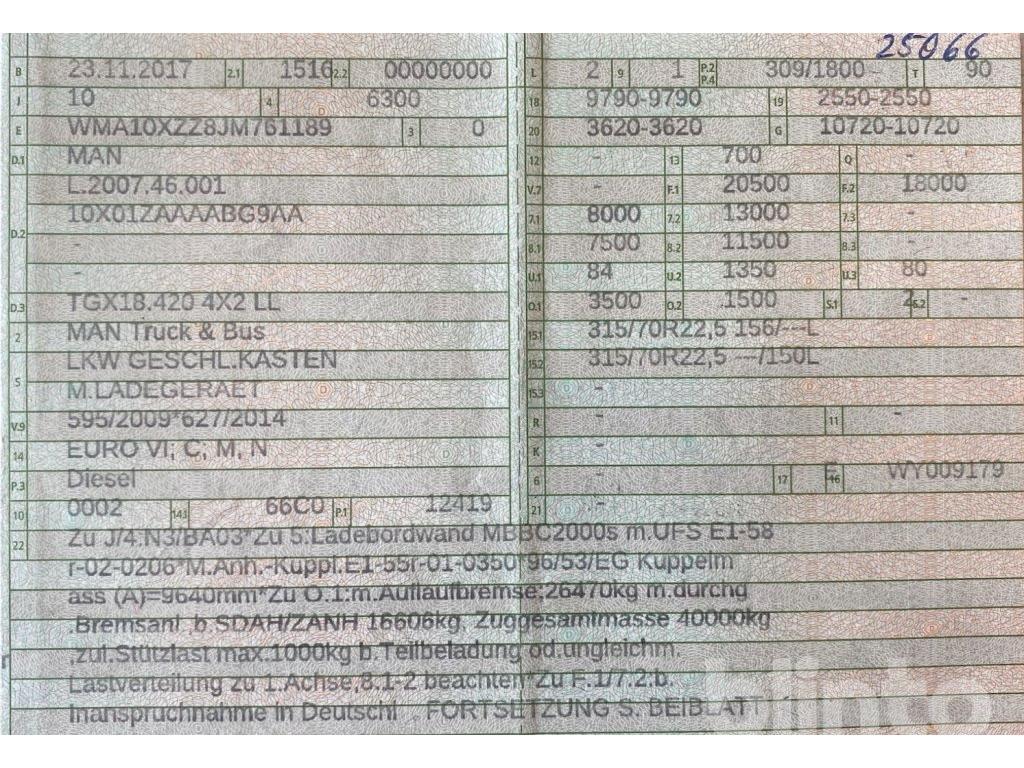 25066
B 23.11.2017 2.1 1516 2.2 00000000 L 2 9 1 P.2 P.4 309/1800 T 90
J 10 4 6300 18 9790-9790 19 2550-2550
E WMA10XZZ8JM761189 3 0 20 3620-3620 G 10720-10720
D.1 MAN 12 - 13 700 Q -
L.2007.46.001 V.7 - F.1 20500 F.2 18000
D.2 10X01ZAAAABG9AA 7.1 8000 7.2 13000 7.3 -
- 8.1 7500 8.2 11500 8.3 -
- U.1 84 U.2 1350 U.3 80
D.3 TGX18.420 4X2 LL O.1 3500 O.2 1500 S.1 2 S.2 -
2 MAN Truck & Bus 15.1 315/70R22,5 156/---L
5 LKW GESCHL.KASTEN 15.2 315/70R22,5 ---/150L
M.LADEGERAET 15.3 -
V.9 595/2009*627/2014 R - 11 -
14 EURO VI; C; M, N K -
P.3 Diesel 6 - 17 E 16 WY009179
10 0002 14.1 66C0 P.1 12419 21 -
22 Zu J/4:N3/BA03*Zu 5:Ladebordwand MBBC2000s m.UFS E1-58
r-02-0206*M.Anh.-Kuppl.E1-55r-01-0350*96/53/EG Kuppelm
ass (A)=9640mm*Zu O.1:m.Auflaufbremse;26470kg m.durchg
.Bremsanl .b.SDAH/ZANH 16606kg, Zuggesamtmasse 40000kg
,zul.Stützlast max.1000kg b.Teilbeladung od.ungleichm.
Lastverteilung zu 1.Achse,8.1-2 beachten*Zu F.1/7.2:b.
Inanspruchnahme in Deutschl . FORTSETZUNG S. BEIBLATT
blinto